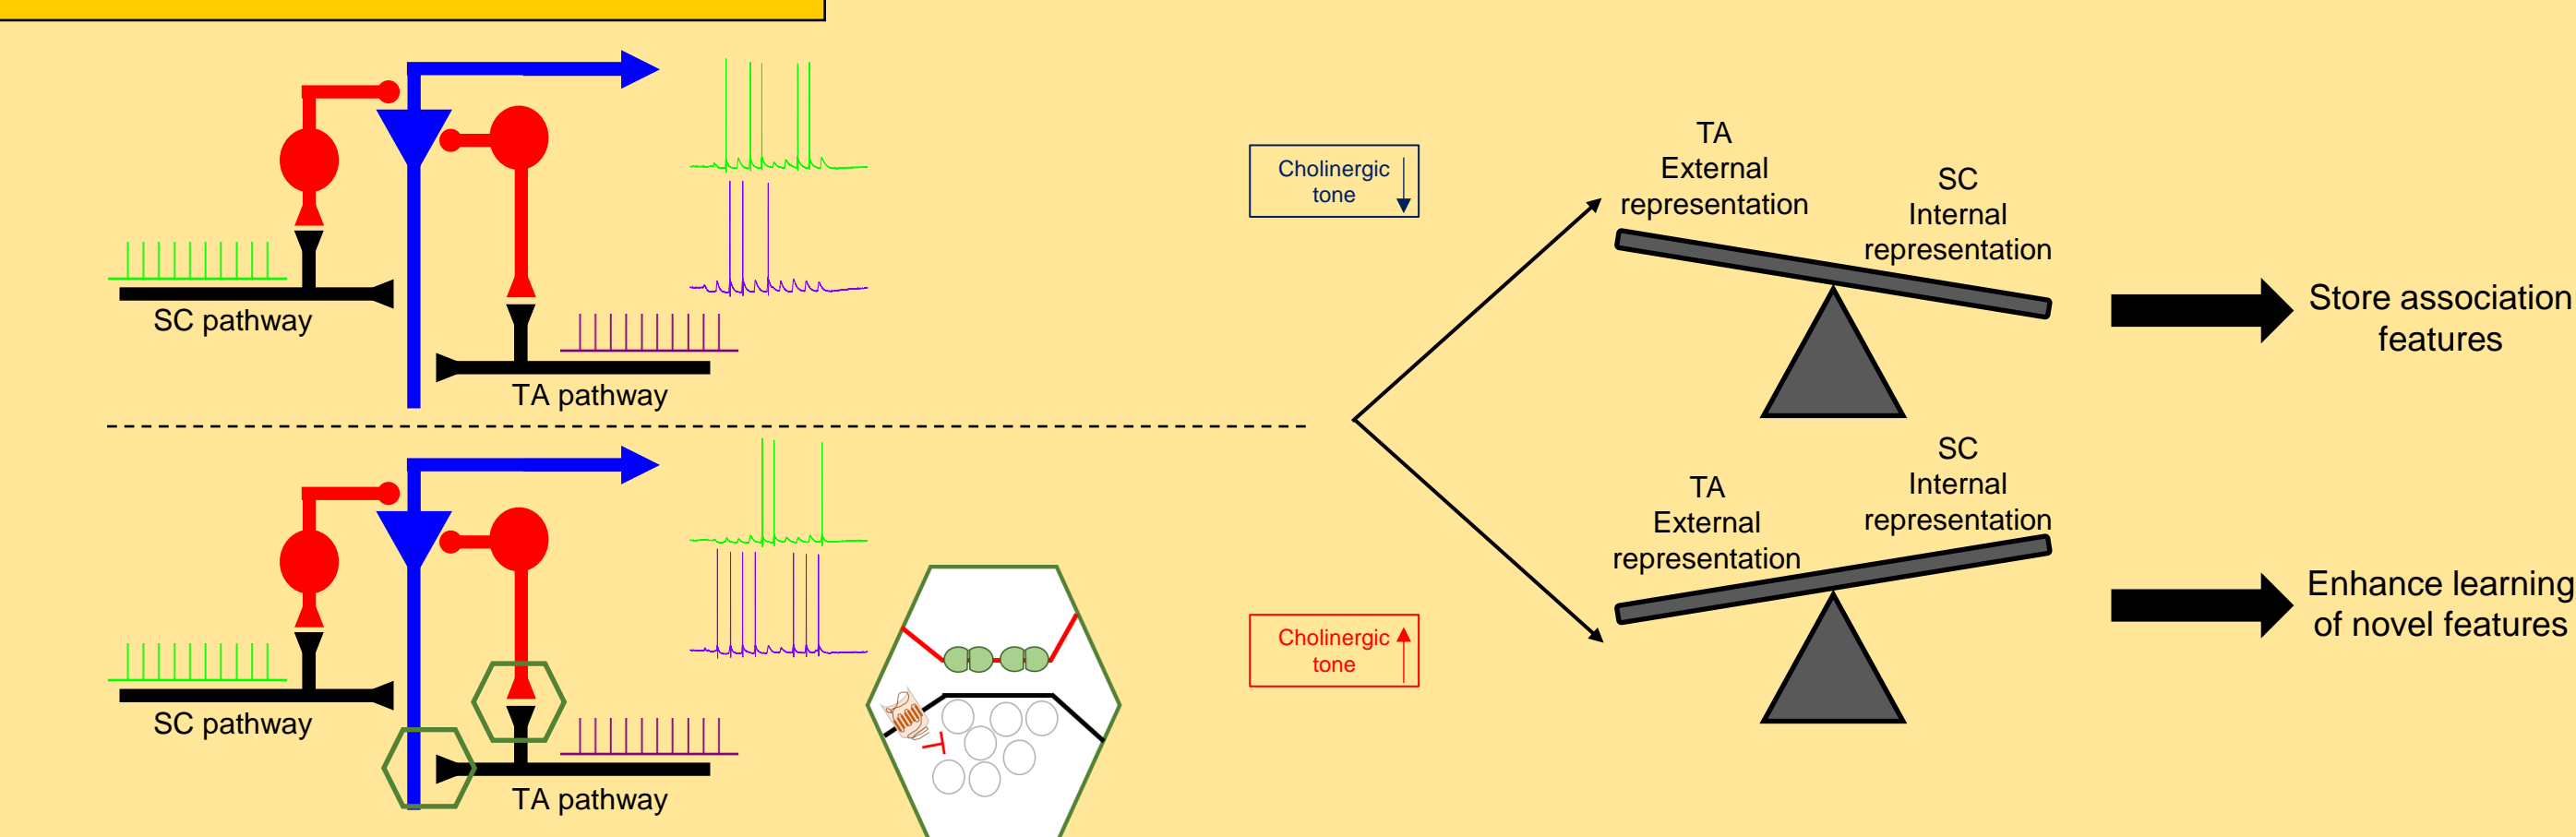 SC pathway
TA pathway
Cholinergic
tone
TA
External
representation
SC
Internal
representation
Store association
features
SC pathway
TA pathway
Cholinergic
tone
TA
External
representation
SC
Internal
representation
Enhance learning
of novel features